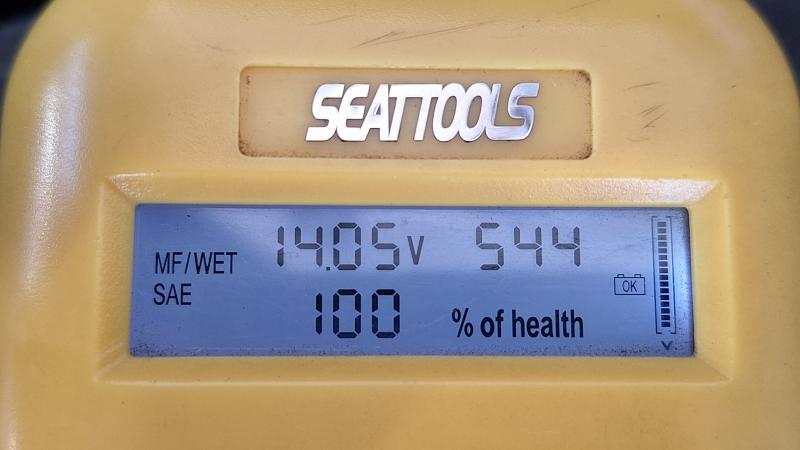 SEATTOOLS
MF/WET 14.05V 544
SAE 100 % of health
OK